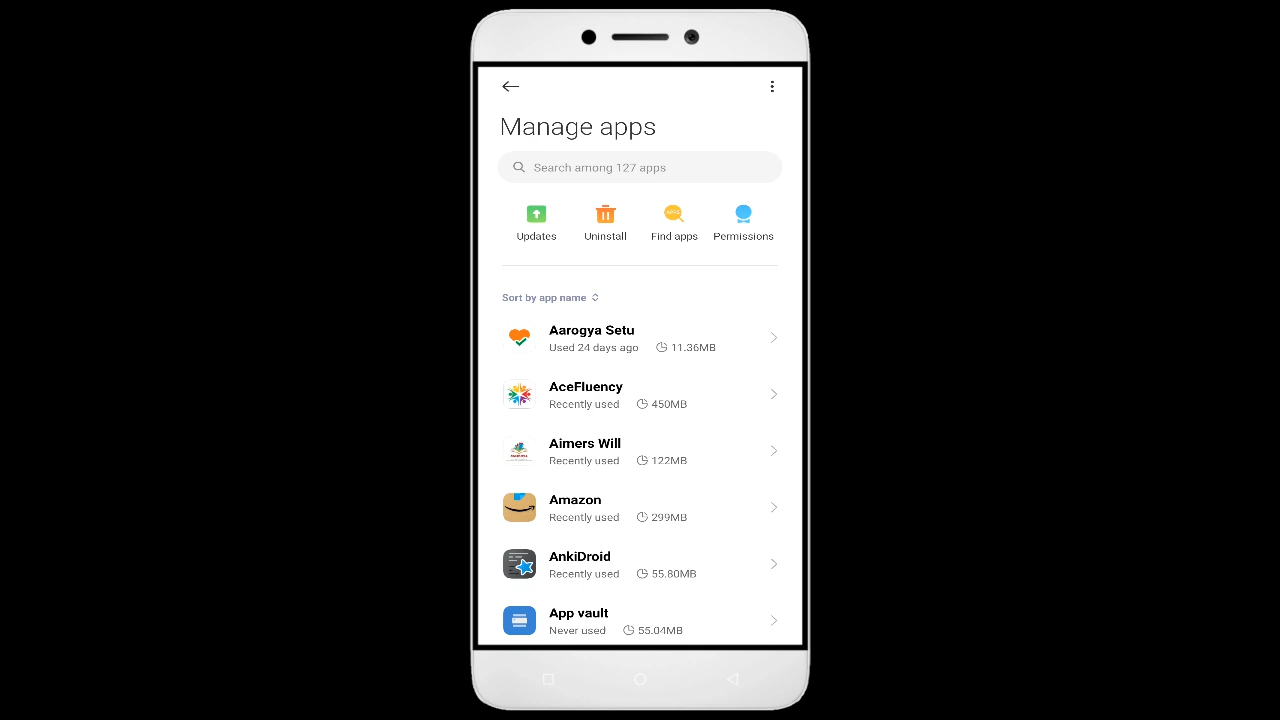 Manage apps
Search among 127 apps
Updates Uninstall Find apps Permissions
Sort by app name
Aarogya Setu
Used 24 days ago 11.36MB
AceFluency
Recently used 450MB
Aimers Will
Recently used 122MB
Amazon
Recently used 299MB
AnkiDroid
Recently used 55.80MB
App vault
Never used 55.04MB